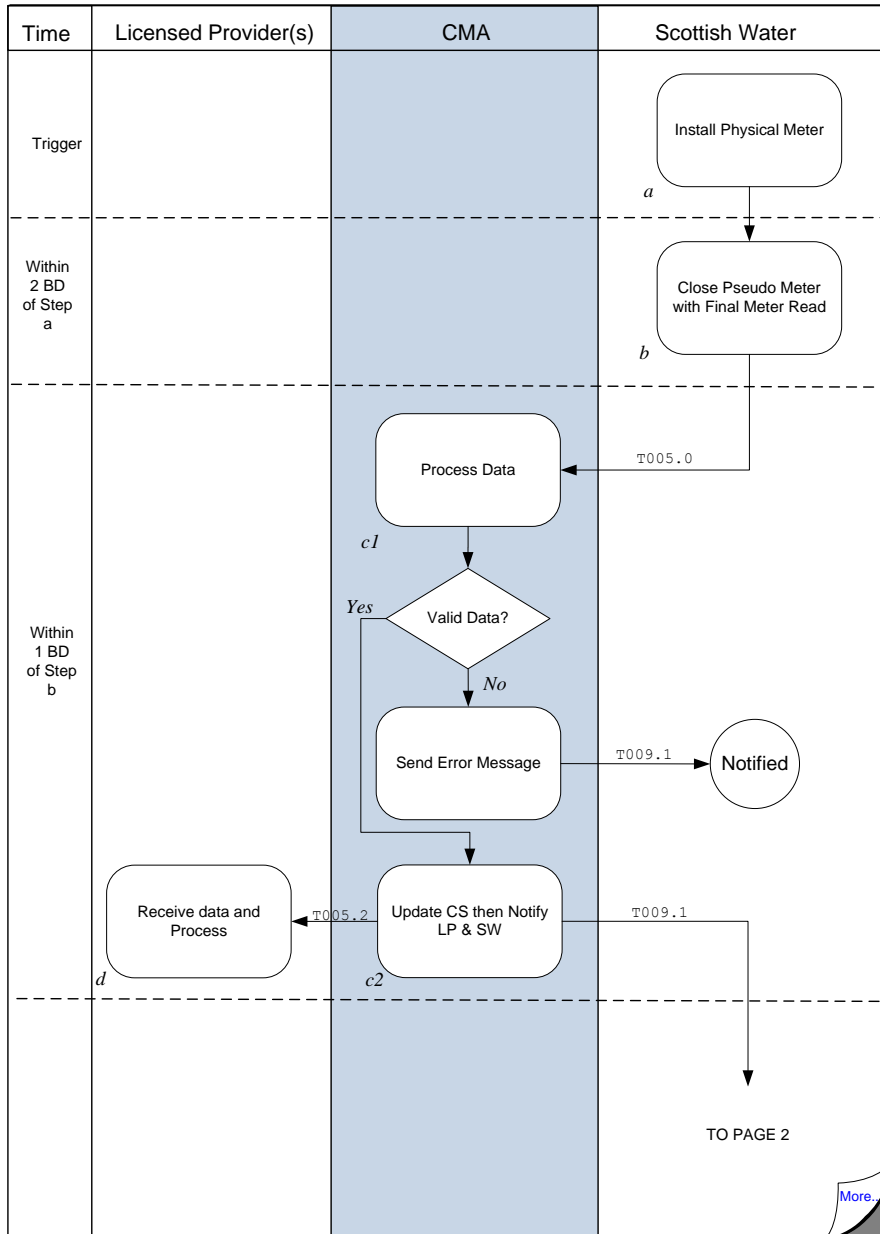 Time
Licensed Provider(s)
CMA
Scottish Water
Trigger
Install Physical Meter
a
Within
2 BD
of Step
a
Close Pseudo Meter
with Final Meter Read
b
Within
1 BD
of Step
b
Process Data
T005.0
c1
Valid Data?
Yes
No
Send Error Message
T009.1
Notified
Receive data and
Process
T005.2
Update CS then Notify
LP & SW
T009.1
d
c2
TO PAGE 2
More..